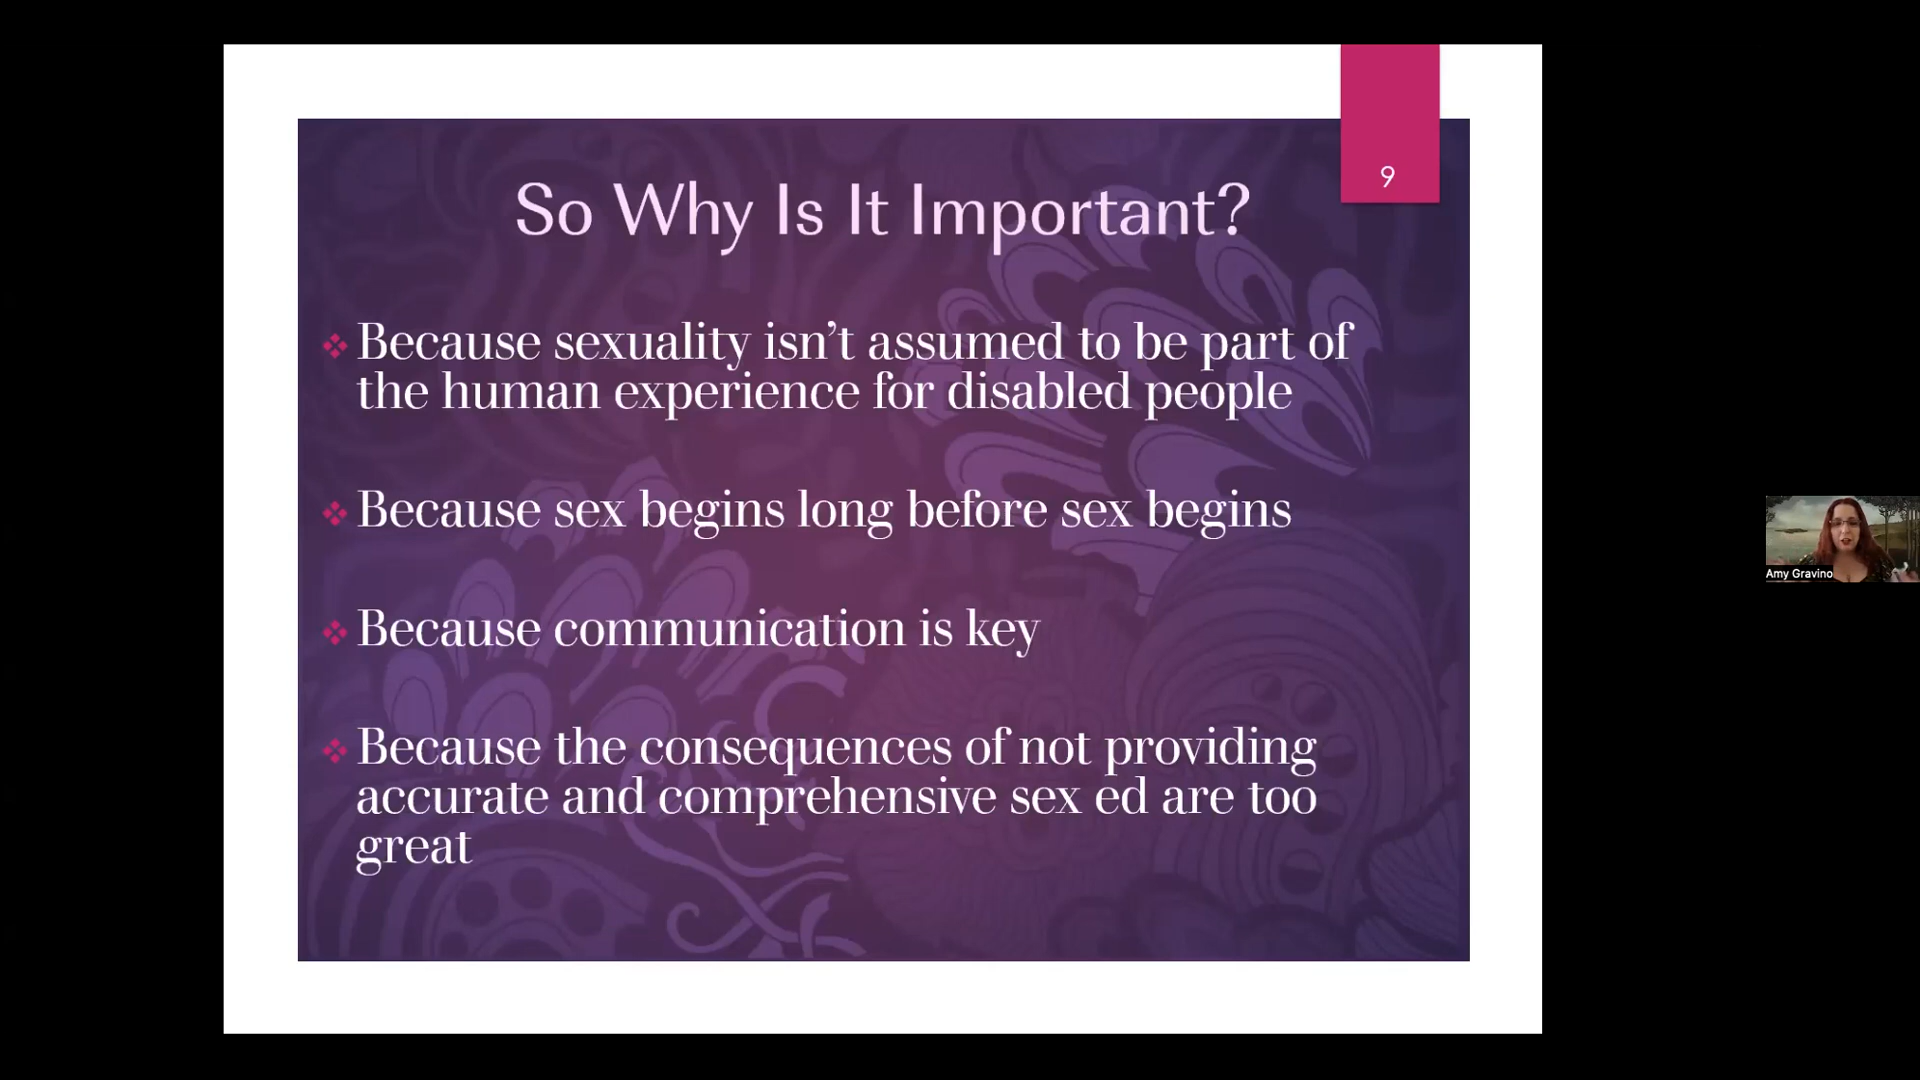 9
So Why Is It Important?
Because sexuality isn’t assumed to be part of
the human experience for disabled people
Because sex begins long before sex begins
Because communication is key
Because the consequences of not providing
accurate and comprehensive sex ed are too
great
Amy Gravino